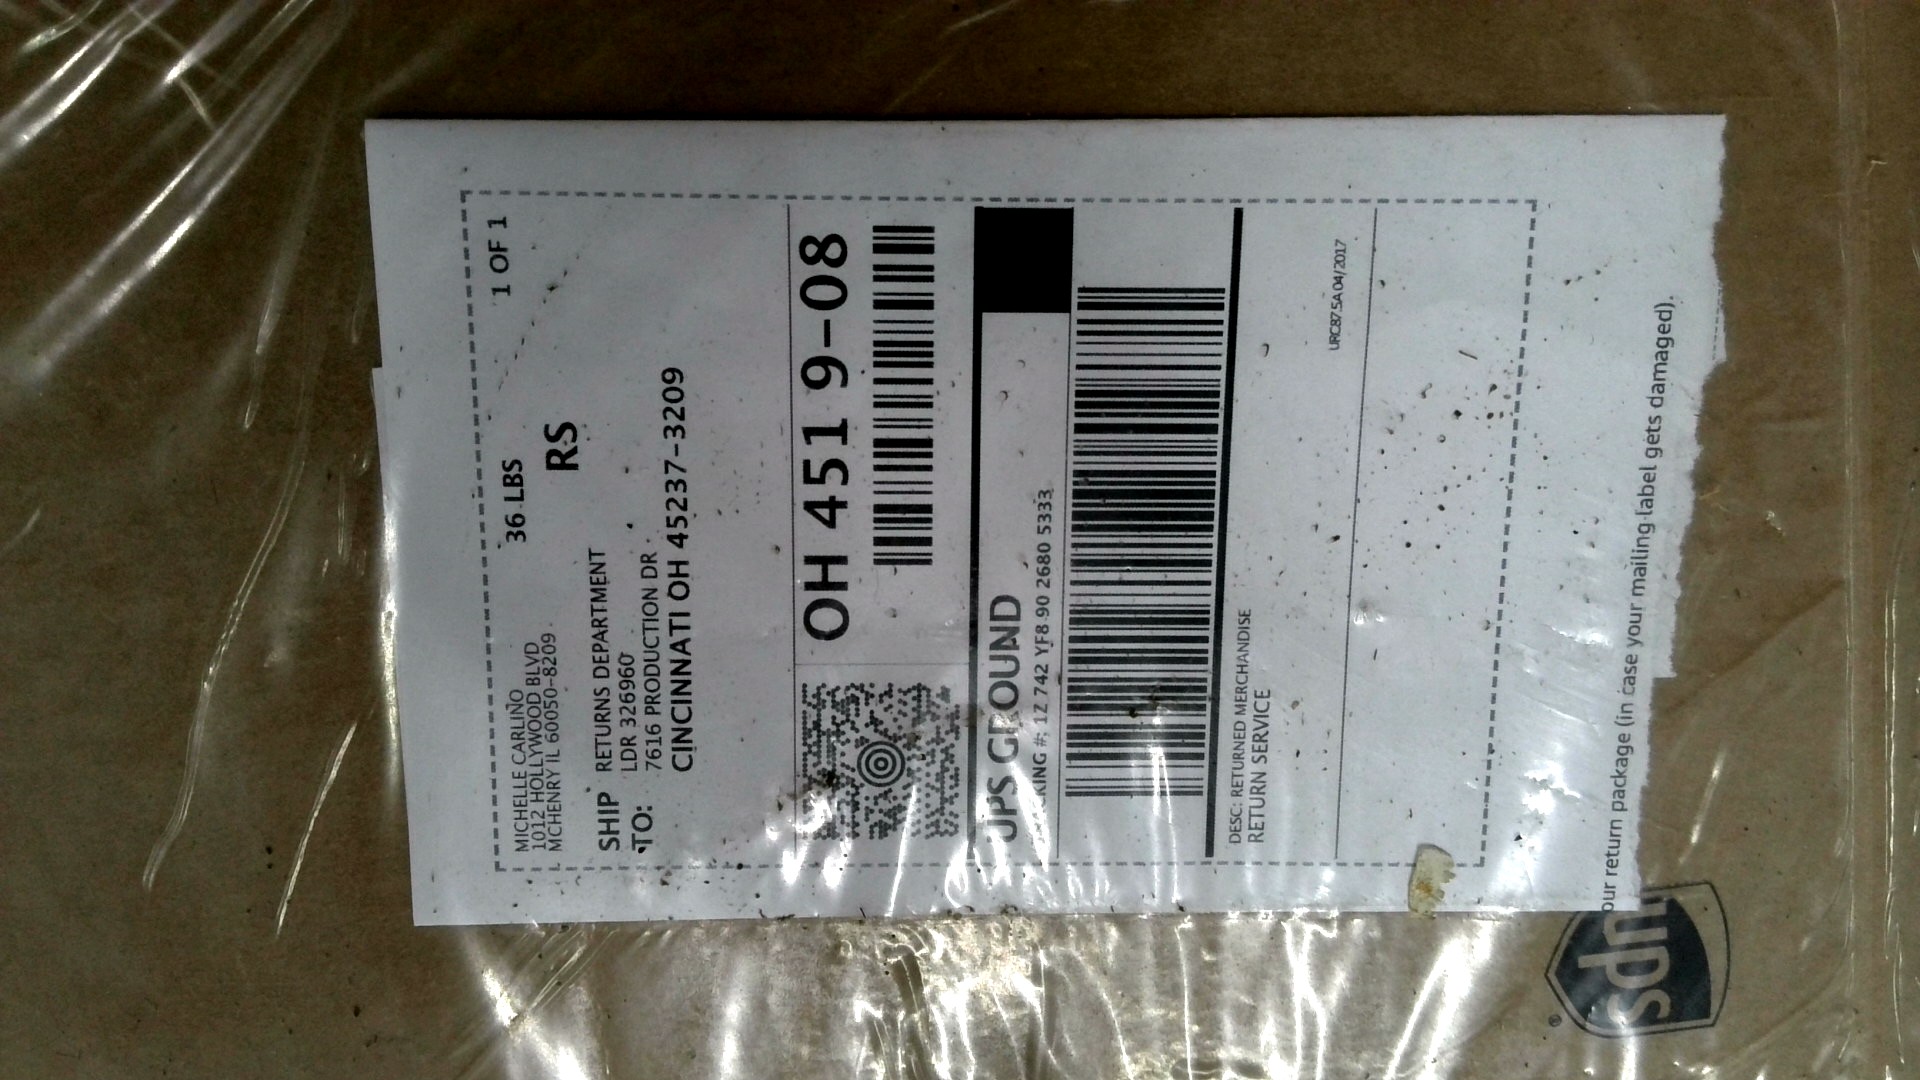 1 OF 1
36 LBS
RS
MICHELLE CARLINO
1012 HOLLYWOOD BLVD
MCHENRY IL 60050-8209
SHIP TO:
RETURNS DEPARTMENT
LDR 326960
7616 PRODUCTION DR
CINCINNATI OH 45237-3209
OH 451 9-08
UPS GROUND
CKING #: 1Z 742 YF8 90 2680 5333
DESC: RETURNED MERCHANDISE
RETURN SERVICE
URC87.5A 04/2017
our return package (in case your mailing label gets damaged).
ups
®